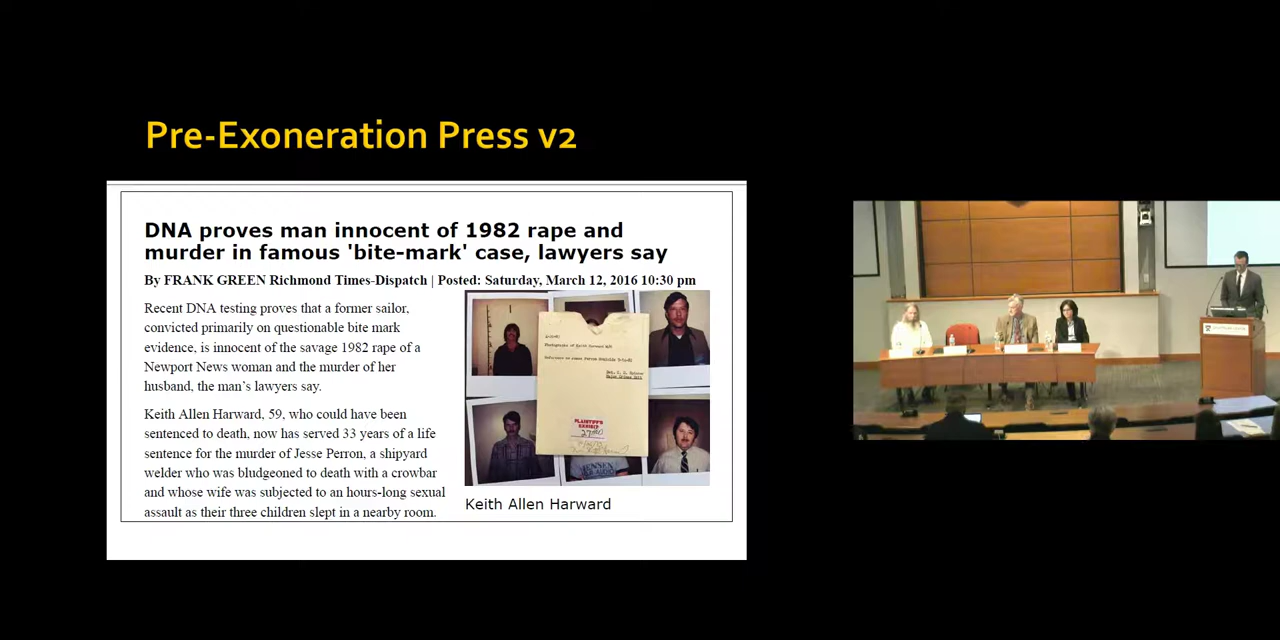 Pre-Exoneration Press v2
DNA proves man innocent of 1982 rape and
murder in famous 'bite-mark' case, lawyers say
By FRANK GREEN Richmond Times-Dispatch | Posted: Saturday, March 12, 2016 10:30 pm
Recent DNA testing proves that a former sailor,
convicted primarily on questionable bite mark
evidence, is innocent of the savage 1982 rape of a
Newport News woman and the murder of her
husband, the man's lawyers say.
Keith Allen Harward, 59, who could have been
sentenced to death, now has served 33 years of a life
sentence for the murder of Jesse Perron, a shipyard
welder who was bludgeoned to death with a crowbar
and whose wife was subjected to an hours-long sexual
assault as their three children slept in a nearby room.
PLAINTIFF'S
EXHIBIT
Keith Allen Harward